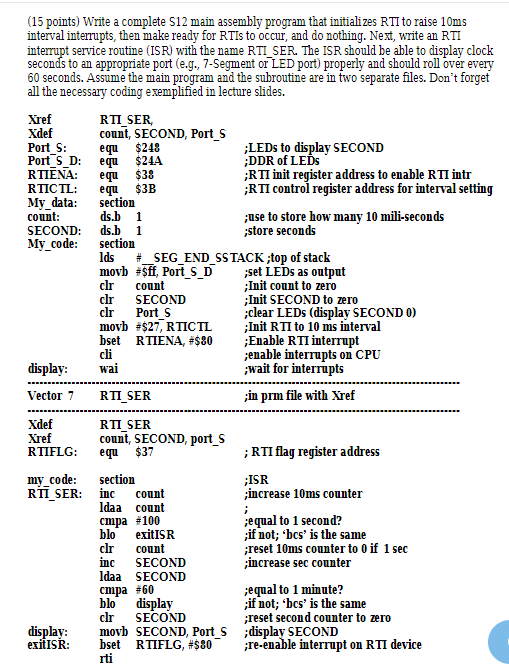 (15 points) Write a complete S12 main assembly program that initializes RTI to raise 10ms
interval interrupts, then make ready for RTIs to occur, and do nothing. Next, write an RTI
interrupt service routine (ISR) with the name RTI_SER. The ISR should be able to display clock
seconds to an appropriate port (e.g., 7-Segment or LED port) properly and should roll over every
60 seconds. Assume the main program and the subroutine are in two separate files. Don't forget
all the necessary coding exemplified in lecture slides.
Xref RTI_SER,
Xdef count, SECOND, Port_S
Port_S: equ $248 ;LEDs to display SECOND
Port_S_D: equ $24A ;DDR of LEDs
RTIENA: equ $38 ;RTI init register address to enable RTI intr
RTICTL: equ $3B ;RTI control register address for interval setting
My_data: section
count: ds.b 1 ;use to store how many 10 mili-seconds
SECOND: ds.b 1 ;store seconds
My_code: section
lds #__SEG_END_SSTACK ;top of stack
movb #$ff, Port_S_D ;set LEDs as output
clr count ;Init count to zero
clr SECOND ;Init SECOND to zero
clr Port_S ;clear LEDs (display SECOND 0)
movb #$27, RTICTL ;Init RTI to 10 ms interval
bset RTIENA, #$80 ;Enable RTI interrupt
cli ;enable interrupts on CPU
display: wai ;wait for interrupts
Vector 7 RTI_SER ;in prm file with Xref
Xdef RTI_SER
Xref count, SECOND, port_S
RTIFLG: equ $37 ; RTI flag register address
my_code: section ;ISR
RTI_SER: inc count ;increase 10ms counter
ldaa count ;
cmpa #100 ;equal to 1 second?
blo exitISR ;if not; 'bcs' is the same
clr count ;reset 10ms counter to 0 if 1 sec
inc SECOND ;increase sec counter
ldaa SECOND
cmpa #60 ;equal to 1 minute?
blo display ;if not; 'bcs' is the same
clr SECOND ;reset second counter to zero
display: movb SECOND, Port_S ;display SECOND
exitISR: bset RTIFLG, #$80 ;re-enable interrupt on RTI device
rti